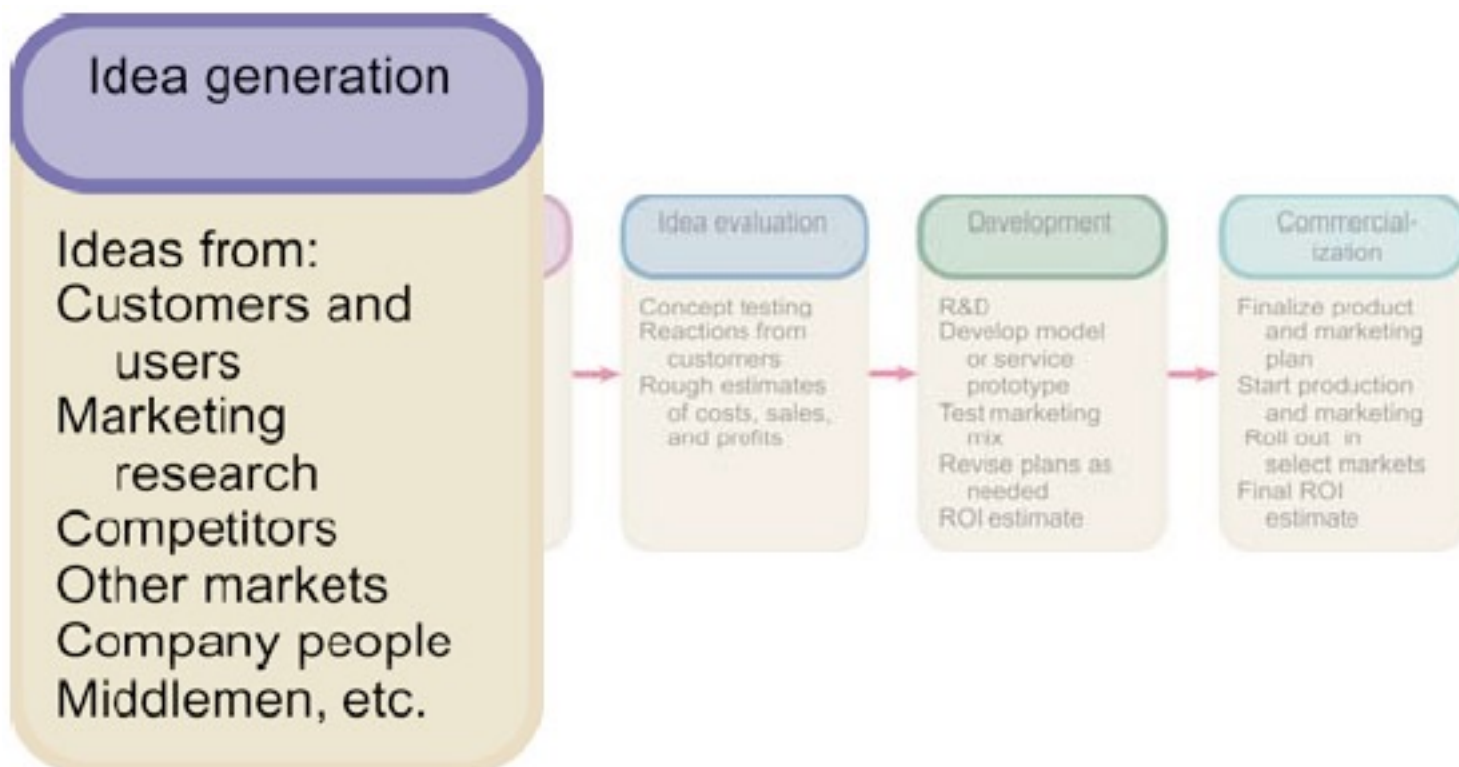 Idea generation
Ideas from:
Customers and
users
Marketing
research
Competitors
Other markets
Company people
Middlemen, etc.
Idea evaluation
Concept testing
Reactions from
customers
Rough estimates
of costs, sales,
and profits
Development
R&D
Develop model
or service
prototype
Test marketing
mix
Revise plans as
needed
ROI estimate
Commercial-
ization
Finalize product
and marketing
plan
Start production
and marketing
Roll out in
select markets
Final ROI
estimate